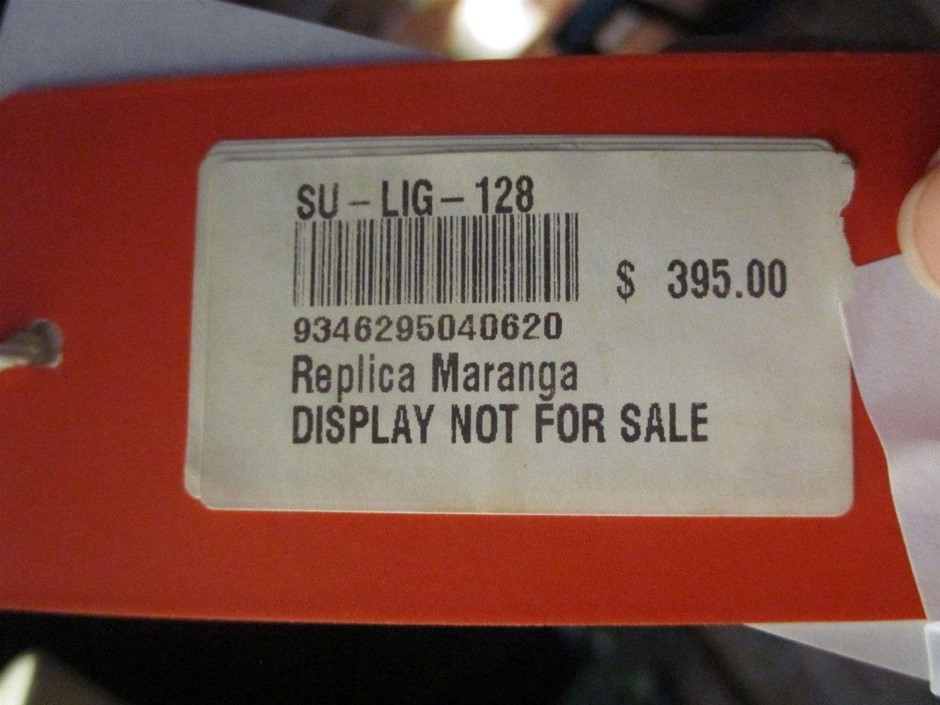 SU - LIG - 128
$ 395.00
9346295040620
Replica Maranga
DISPLAY NOT FOR SALE